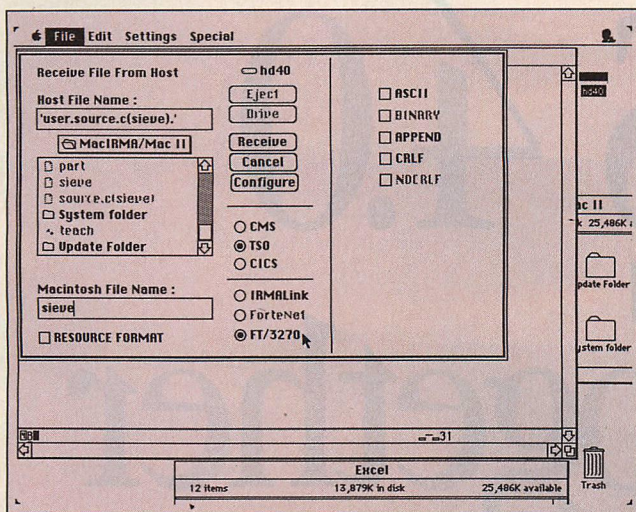 File Edit Settings Special
Receive File From Host
hd40
Host File Name :
'user.source.c(sieve).'
MacIRMA/Mac II
part
sieve
source.c(sieve)
System folder
teach
Update Folder
Macintosh File Name :
sieve
RESOURCE FORMAT
Eject
Drive
Receive
Cancel
Configure
CMS
TSO
CICS
IRMALink
ForteNet
FT/3270
ASCII
BINARY
APPEND
CRLF
NOCRLF
hd40
ac II
25,486K
pdate Folder
ystem folder
31
Excel
12 items 13,879K in disk 25,486K available
Trash